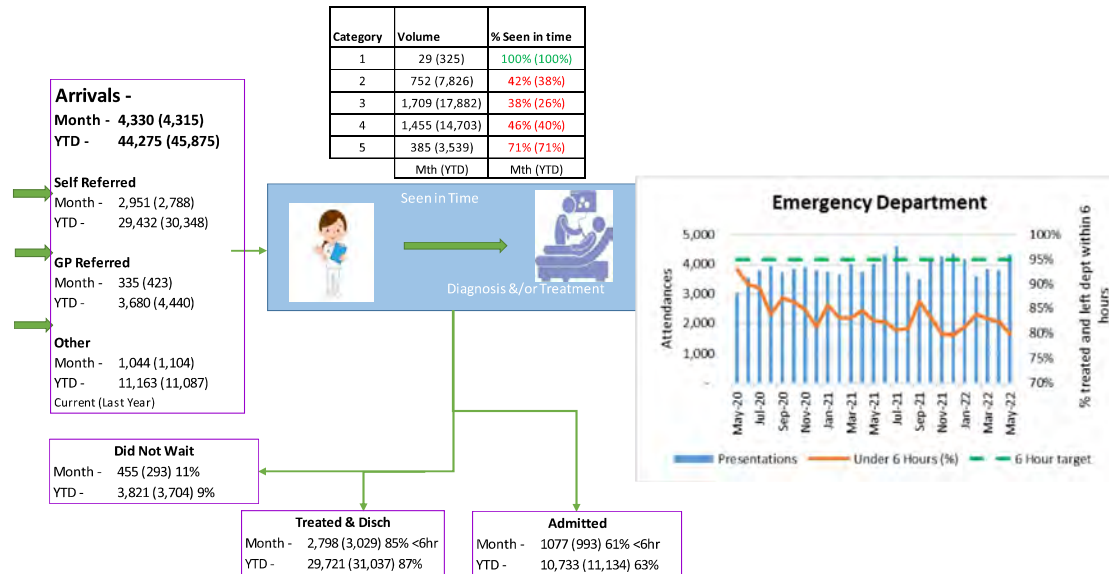 Category Volume % Seen in time
1 29 (325) 100% (100%)
2 752 (7,826) 42% (38%)
3 1,709 (17,882) 38% (26%)
4 1,455 (14,703) 46% (40%)
5 385 (3,539) 71% (71%)
Mth (YTD) Mth (YTD)
Arrivals -
Month - 4,330 (4,315)
YTD - 44,275 (45,875)
Self Referred
Month - 2,951 (2,788)
YTD - 29,432 (30,348)
GP Referred
Month - 335 (423)
YTD - 3,680 (4,440)
Other
Month - 1,044 (1,104)
YTD - 11,163 (11,087)
Current (Last Year)
Seen in Time
Diagnosis &/or Treatment
Emergency Department
Attendances
5,000
4,000
3,000
2,000
1,000
-
100%
95%
90%
85%
80%
75%
70%
% treated and left dept within 6
hours
May-20
Jul-20
Sep-20
Nov-20
Jan-21
Mar-21
May-21
Jul-21
Sep-21
Nov-21
Jan-22
Mar-22
May-22
Presentations Under 6 Hours (%) 6 Hour target
Did Not Wait
Month - 455 (293) 11%
YTD - 3,821 (3,704) 9%
Treated & Disch
Month - 2,798 (3,029) 85% <6hr
YTD - 29,721 (31,037) 87%
Admitted
Month - 1077 (993) 61% <6hr
YTD - 10,733 (11,134) 63%